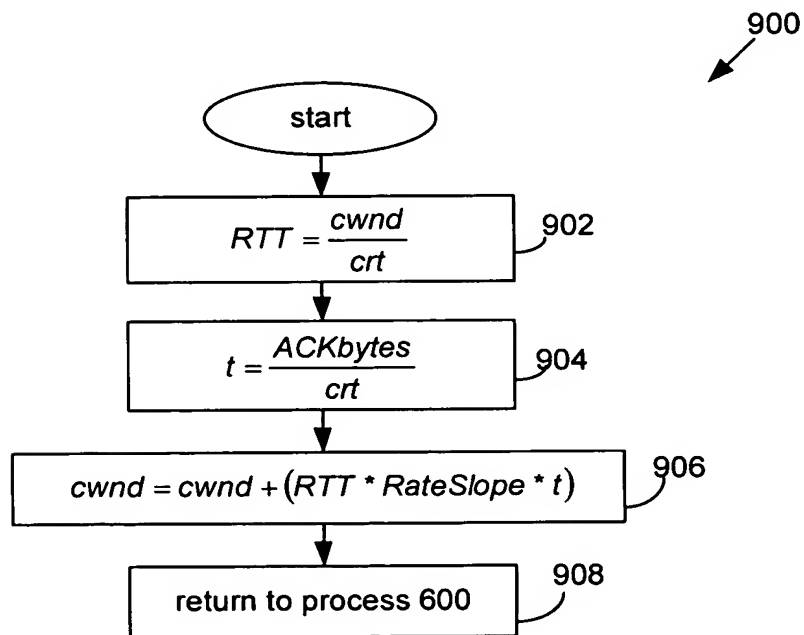 900
start
RTT = cwnd / crt
902
t = ACKbytes / crt
904
cwnd = cwnd + (RTT * RateSlope * t)
906
return to process 600
908